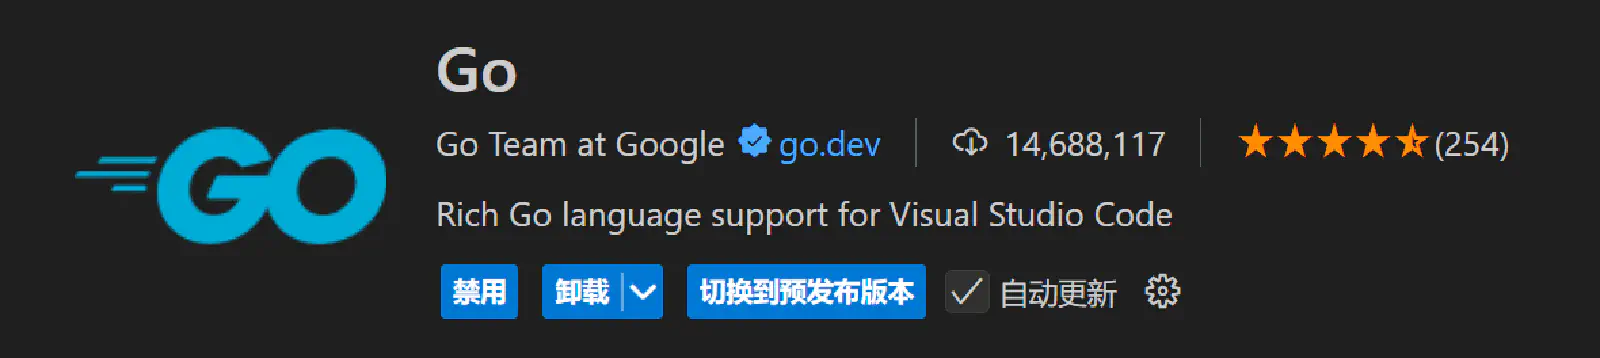 GO
Go
Go Team at Google go.dev 14,688,117 (254)
Rich Go language support for Visual Studio Code
禁用 卸载 切换到预发布版本 自动更新